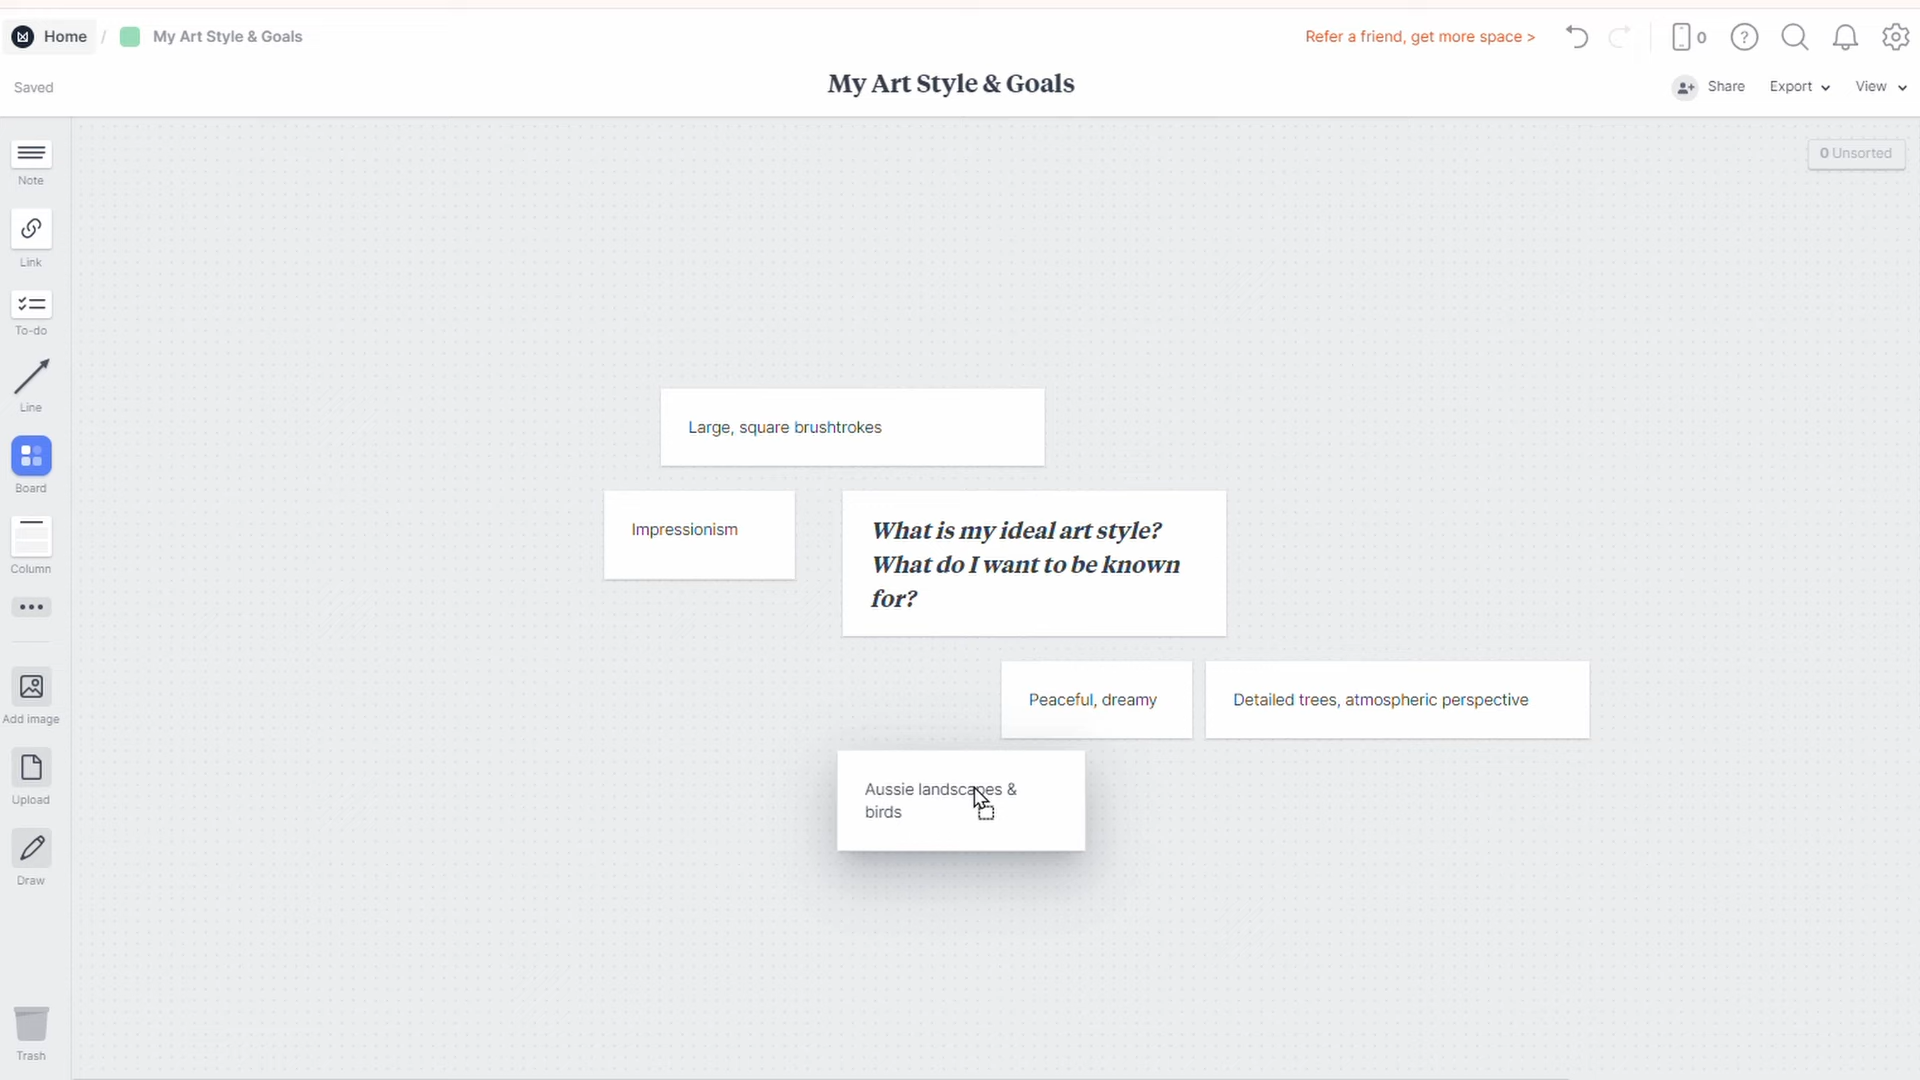 Home / My Art Style & Goals
Refer a friend, get more space >
0
Saved
My Art Style & Goals
Share
Export
View
0 Unsorted
Note
Link
To-do
Line
Board
Column
Add image
Upload
Draw
Trash
Large, square brushtrokes
Impressionism
What is my ideal art style?
What do I want to be known
for?
Peaceful, dreamy
Detailed trees, atmospheric perspective
Aussie landscapes &
birds